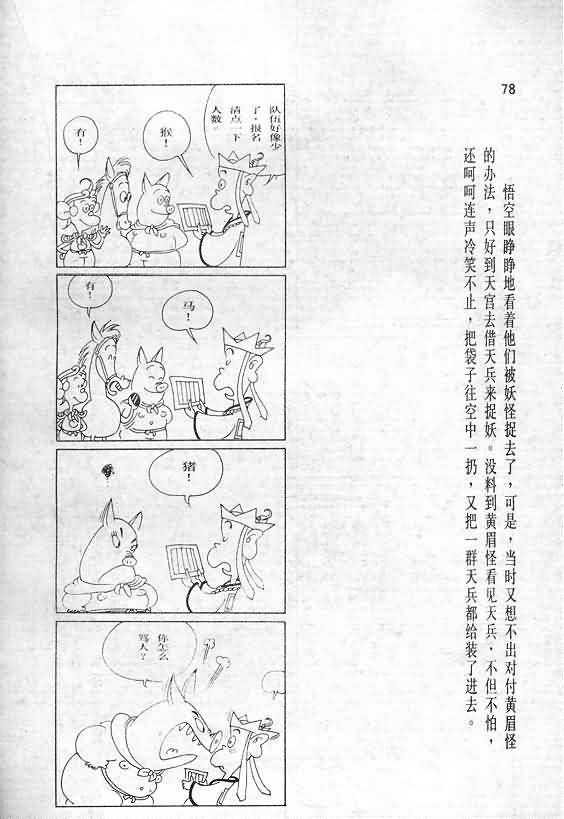 78
悟空眼睁睁地看着他们被妖怪捉去了，可是，当时又想不出对付黄眉怪
的办法，只好到天宫去借天兵来捉妖。没料到黄眉怪看见天兵，不但不怕，
还呵呵连声冷笑不止，把袋子往空中一扔，又把一群天兵都给装了进去。
队伍好像少
了，报名
清点一下
人数。
猴！
有！
马！
有！
猪！
你怎么
骂人？